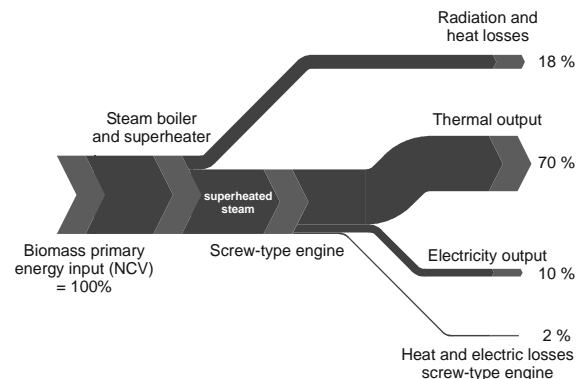 Radiation and
heat losses
18 %
Steam boiler
and superheater
Thermal output
70 %
superheated
steam
Biomass primary
energy input (NCV)
= 100%
Screw-type engine
Electricity output
10 %
2 %
Heat and electric losses
screw-type engine